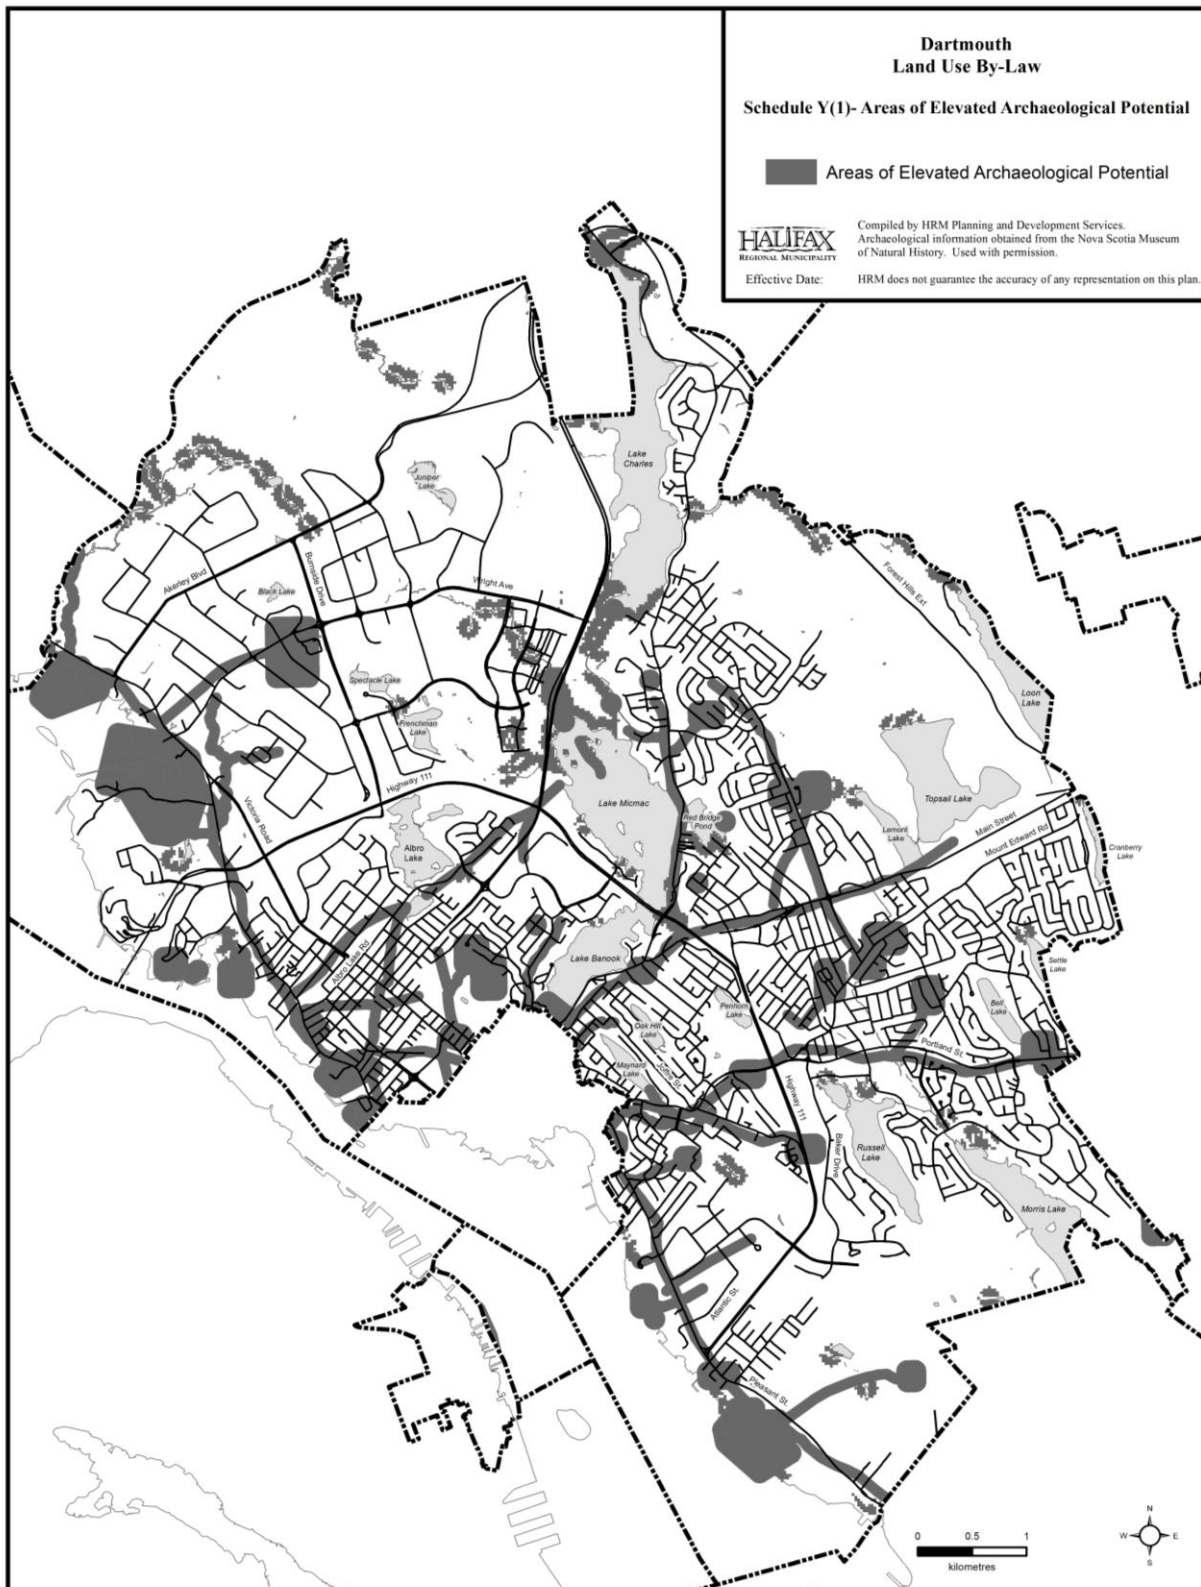 Dartmouth
Land Use By-Law
Schedule Y(1)- Areas of Elevated Archaeological Potential
Areas of Elevated Archaeological Potential
HALIFAX
REGIONAL MUNICIPALITY
Compiled by HRM Planning and Development Services.
Archaeological information obtained from the Nova Scotia Museum
of Natural History. Used with permission.
Effective Date:
HRM does not guarantee the accuracy of any representation on this plan.
Lake
Charles
Juniper
Lake
Akerley Blvd
Burnside Drive
Black Lake
Wright Ave
Forest Hills Ext
Loon
Lake
Spectacle Lake
Frenchman
Lake
Highway 111
Victoria Road
Lake Micmac
Red Bridge
Pond
Topsail Lake
Lemont
Lake
Main Street
Mount Edward Rd
Cranberry
Lake
Albro
Lake
Albro Lake Rd
Lake Banook
Settle
Lake
Penhorn
Lake
Bell
Lake
Oak Hill
Lake
Maynard
Lake
Joffre St.
Portland St.
Highway 111
Baker Drive
Russell
Lake
Morris Lake
Atlantic St.
Pleasant St.
0 0.5 1
kilometres
N
W E
S